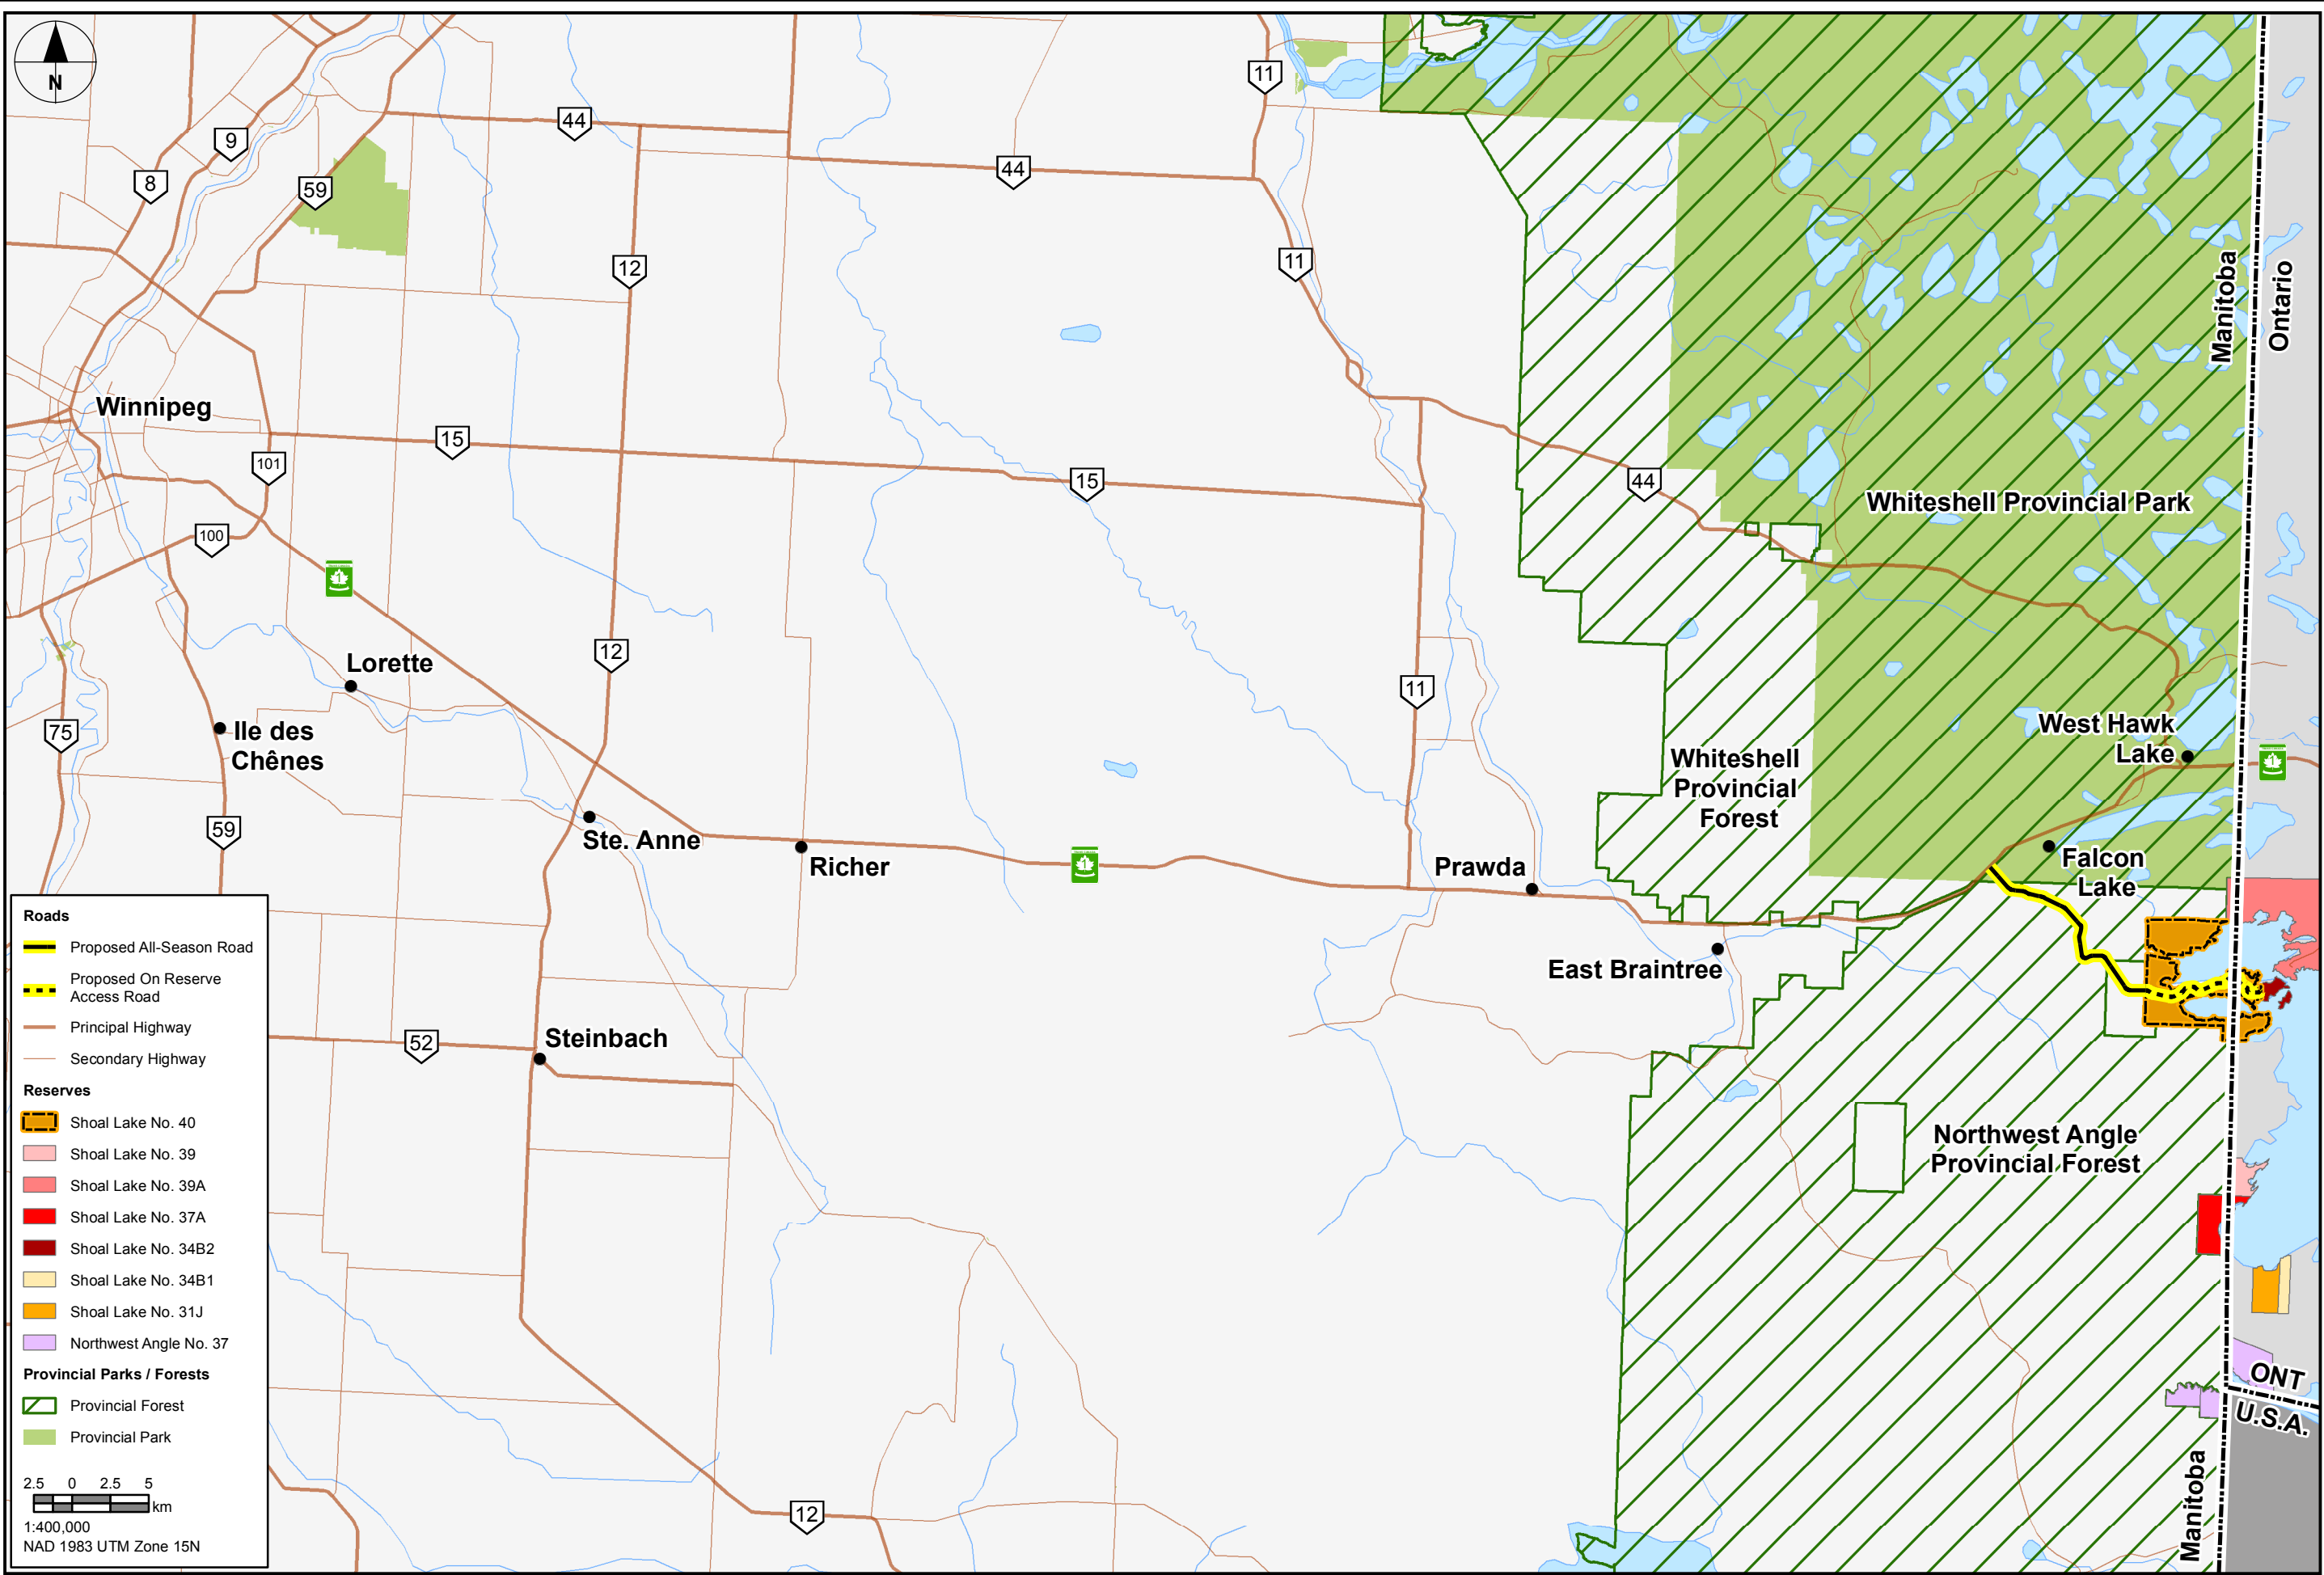 N
11
44
9
8
59
44
12
11
Manitoba
Ontario
Winnipeg
15
101
15
44
Whiteshell Provincial Park
100
1
Lorette
12
11
75
Ile des
Chênes
West Hawk
Lake
1
Whiteshell
Provincial
Forest
59
Ste. Anne
Richer
1
Prawda
Falcon
Lake
East Braintree
Steinbach
52
Northwest Angle
Provincial Forest
ONT
U.S.A.
Manitoba
12
Roads
Proposed All-Season Road
Proposed On Reserve
Access Road
Principal Highway
Secondary Highway
Reserves
Shoal Lake No. 40
Shoal Lake No. 39
Shoal Lake No. 39A
Shoal Lake No. 37A
Shoal Lake No. 34B2
Shoal Lake No. 34B1
Shoal Lake No. 31J
Northwest Angle No. 37
Provincial Parks / Forests
Provincial Forest
Provincial Park
2.5 0 2.5 5
km
1:400,000
NAD 1983 UTM Zone 15N